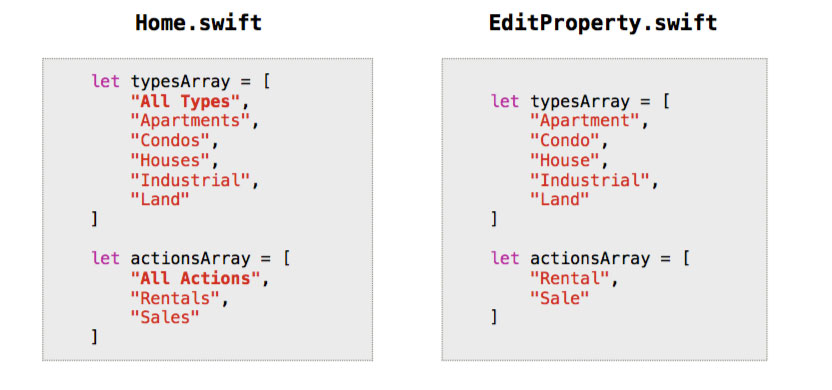 Home.swift
let typesArray = [
"All Types",
"Apartments",
"Condos",
"Houses",
"Industrial",
"Land"
]
let actionsArray = [
"All Actions",
"Rentals",
"Sales"
]
EditProperty.swift
let typesArray = [
"Apartment",
"Condo",
"House",
"Industrial",
"Land"
]
let actionsArray = [
"Rental",
"Sale"
]